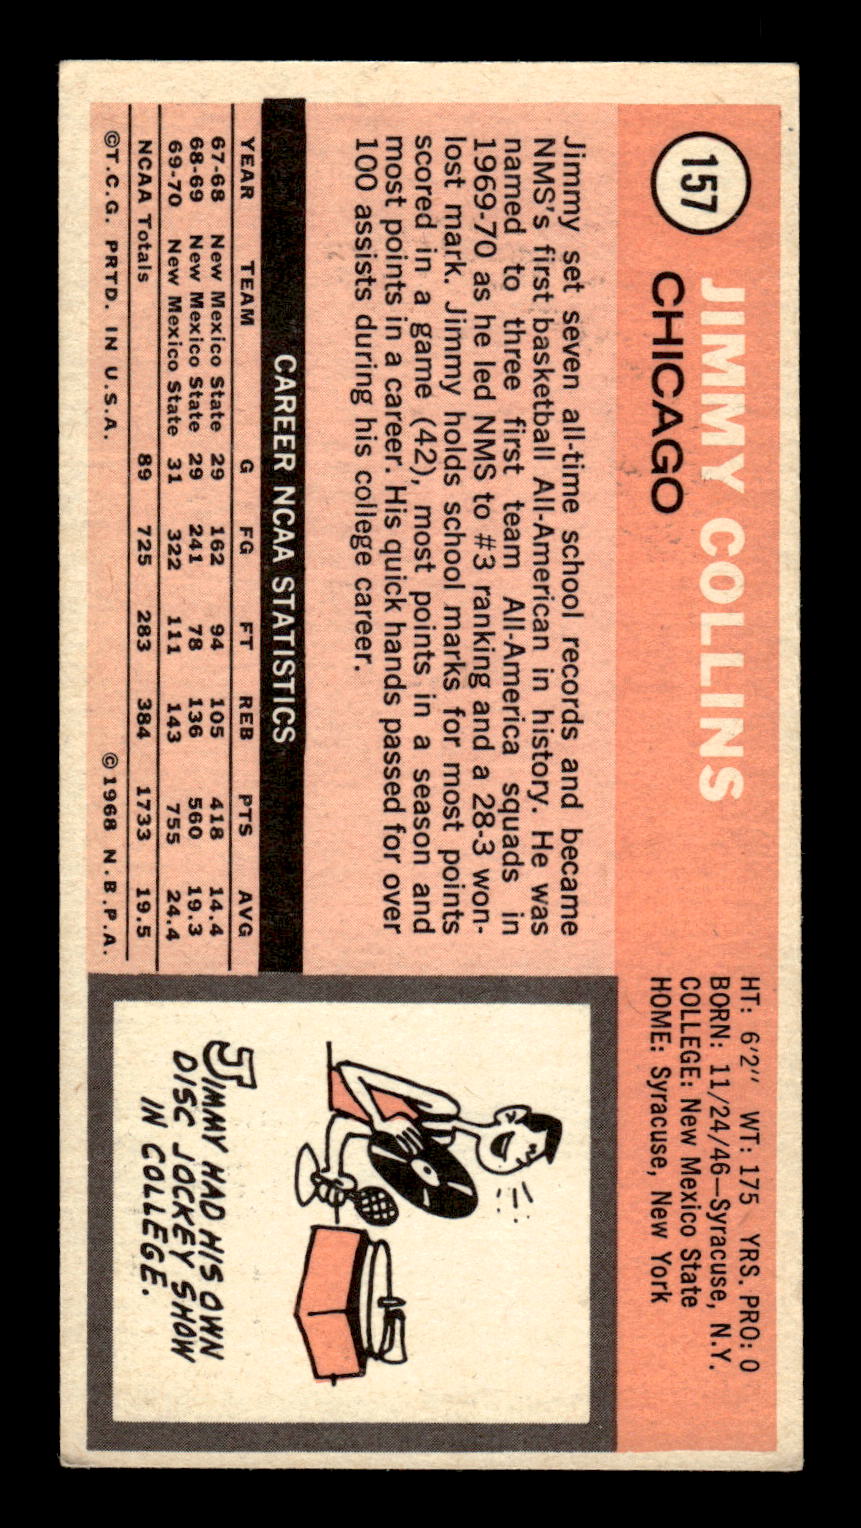 157
JIMMY COLLINS
CHICAGO
HT: 6'2" WT: 175 YRS. PRO: 0
BORN: 11/24/46—Syracuse, N.Y.
COLLEGE: New Mexico State
HOME: Syracuse, New York
Jimmy set seven all-time school records and became
NMS's first basketball All-American in history. He was
named to three first team All-America squads in
1969-70 as he led NMS to #3 ranking and a 28-3 won-
lost mark. Jimmy holds school marks for most points
scored in a game (42), most points in a season and
most points in a career. His quick hands passed for over
100 assists during his college career.
CAREER NCAA STATISTICS
YEAR TEAM G FG FT REB PTS AVG
67-68 New Mexico State 29 162 94 105 418 14.4
68-69 New Mexico State 29 241 78 136 560 19.3
69-70 New Mexico State 31 322 111 143 755 24.4
NCAA Totals 89 725 283 384 1733 19.5
©T.C.G. PRTD. IN U.S.A. ©1968 N.B.P.A.
JIMMY HAD HIS OWN
DISC JOCKEY SHOW
IN COLLEGE.